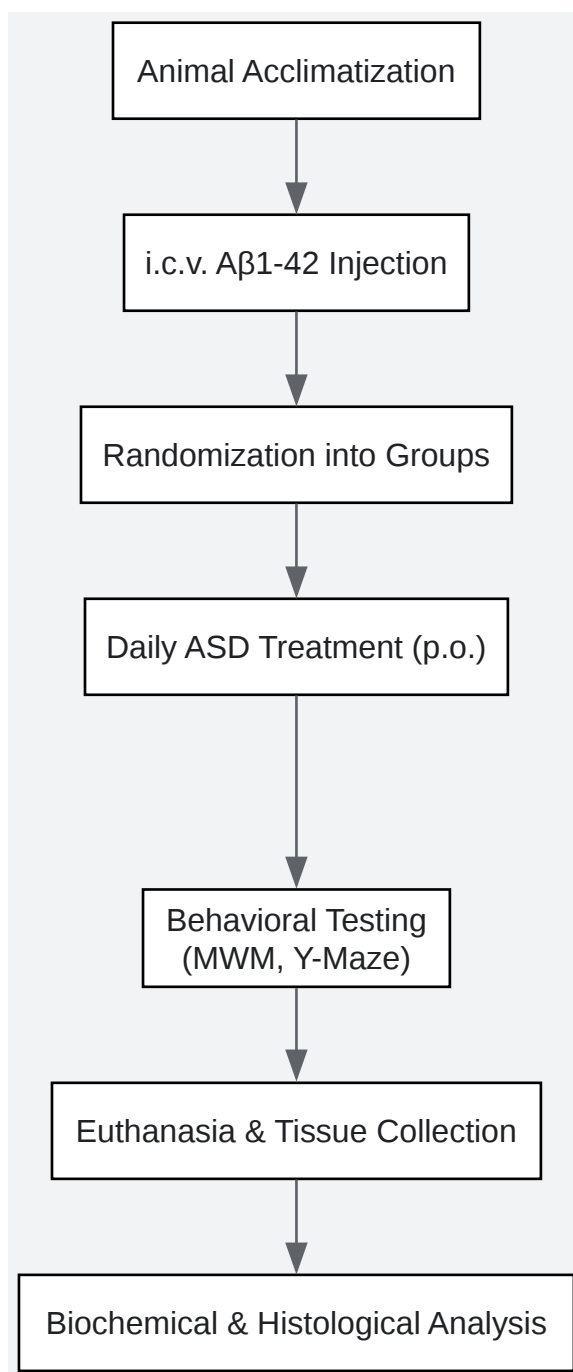 Animal Acclimatization
i.c.v. Aβ1-42 Injection
Randomization into Groups
Daily ASD Treatment (p.o.)
Behavioral Testing
(MWM, Y-Maze)
Euthanasia & Tissue Collection
Biochemical & Histological Analysis